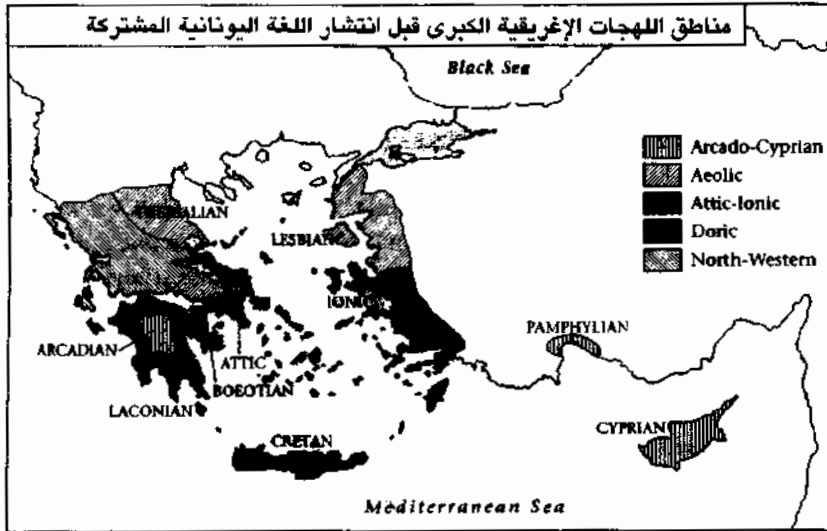 مناطق اللهجات الإغريقية الكبرى قبل انتشار اللغة اليونانية المشتركة
Black Sea
Arcado-Cyprian
Aeolic
Attic-Ionic
Doric
North-Western
LESBIAN
IONIC
PAMPHYLIAN
ARCADIAN
ATTIC
BOEOTIAN
LACONIAN
CYPRIAN
CRETAN
Mediterranean Sea